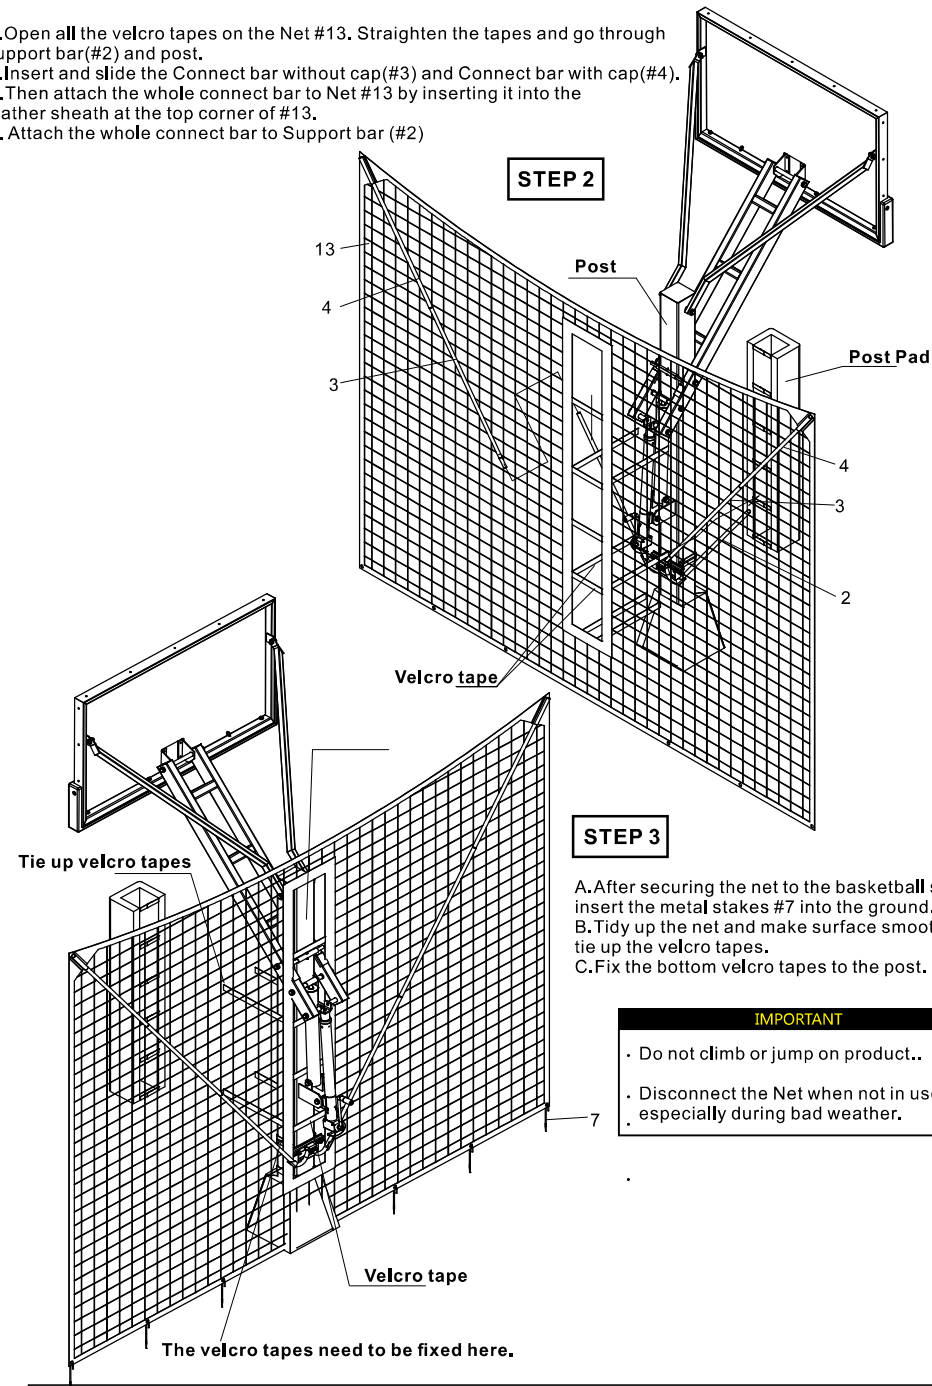 .Open all the velcro tapes on the Net #13. Straighten the tapes and go through
upport bar(#2) and post.
.Insert and slide the Connect bar without cap(#3) and Connect bar with cap(#4).
.Then attach the whole connect bar to Net #13 by inserting it into the
ather sheath at the top corner of #13.
. Attach the whole connect bar to Support bar (#2)
STEP 2
13
4
3
Post
Post Pad
4
3
2
Velcro tape
STEP 3
Tie up velcro tapes
A.After securing the net to the basketball s
insert the metal stakes #7 into the ground.
B.Tidy up the net and make surface smoot
tie up the velcro tapes.
C.Fix the bottom velcro tapes to the post.
IMPORTANT
· Do not climb or jump on product..
· Disconnect the Net when not in use
especially during bad weather.
7
Velcro tape
The velcro tapes need to be fixed here.